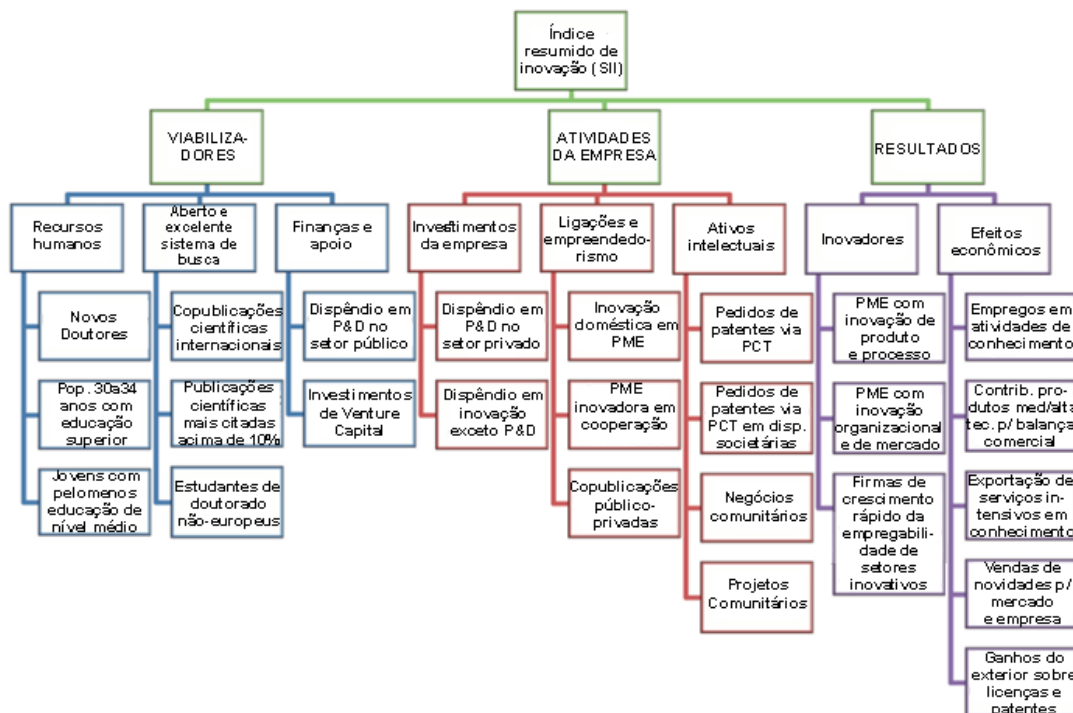 Índice
resumido de
inovação (SII)
VIABILIZA-
DORES
ATIVIDADES
DA EMPRESA
RESULTADOS
Recursos
humanos
Aberto e
excelente
sistema de
busca
Finanças e
apoio
Investimentos
da empresa
Ligações e
empreendedo-
rismo
Ativos
intelectuais
Inovadores
Efeitos
econômicos
Novos
Doutores
Pop. 30a34
anos com
educação
superior
Jovens com
pelomenos
educação de
nível médio
Copublicações
científicas
internacionais
Publicações
científicas
mais citadas
acima de 10%
Estudantes de
doutorado
não-europeus
Dispêndio em
P&D no
setor público
Investimentos
de Venture
Capital
Dispêndio em
P&D no
setor privado
Dispêndio em
inovação
exceto P&D
Inovação
doméstica em
PME
PME
inovadora em
cooperação
Copublicações
público-
privadas
Pedidos de
patentes via
PCT
Pedidos de
patentes via
PCT em disp.
societárias
Negócios
comunitários
Projetos
Comunitários
PME com
inovação de
produto
e processo
PME com
inovação
organizacional
e de mercado
Firmas de
crescimento
rápido da
empregabili-
dade de
setores
inovativos
Empregos em
atividades de
conhecimento
Contrib. pro-
dutos med/alta
tec. p/ balança
comercial
Exportação de
serviços in-
tensivos em
conhecimento
Vendas de
novidades p/
mercado
e empresa
Ganhos do
exterior sobre
licenças e
patentes